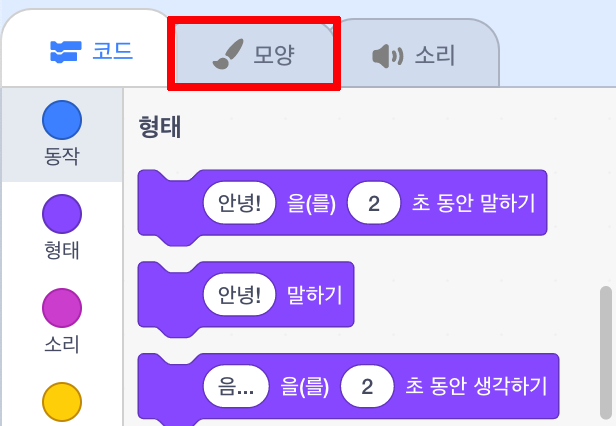 코드 모양 소리
동작
형태
소리
형태
안녕! 을(를) 2 초 동안 말하기
안녕! 말하기
음... 을(를) 2 초 동안 생각하기